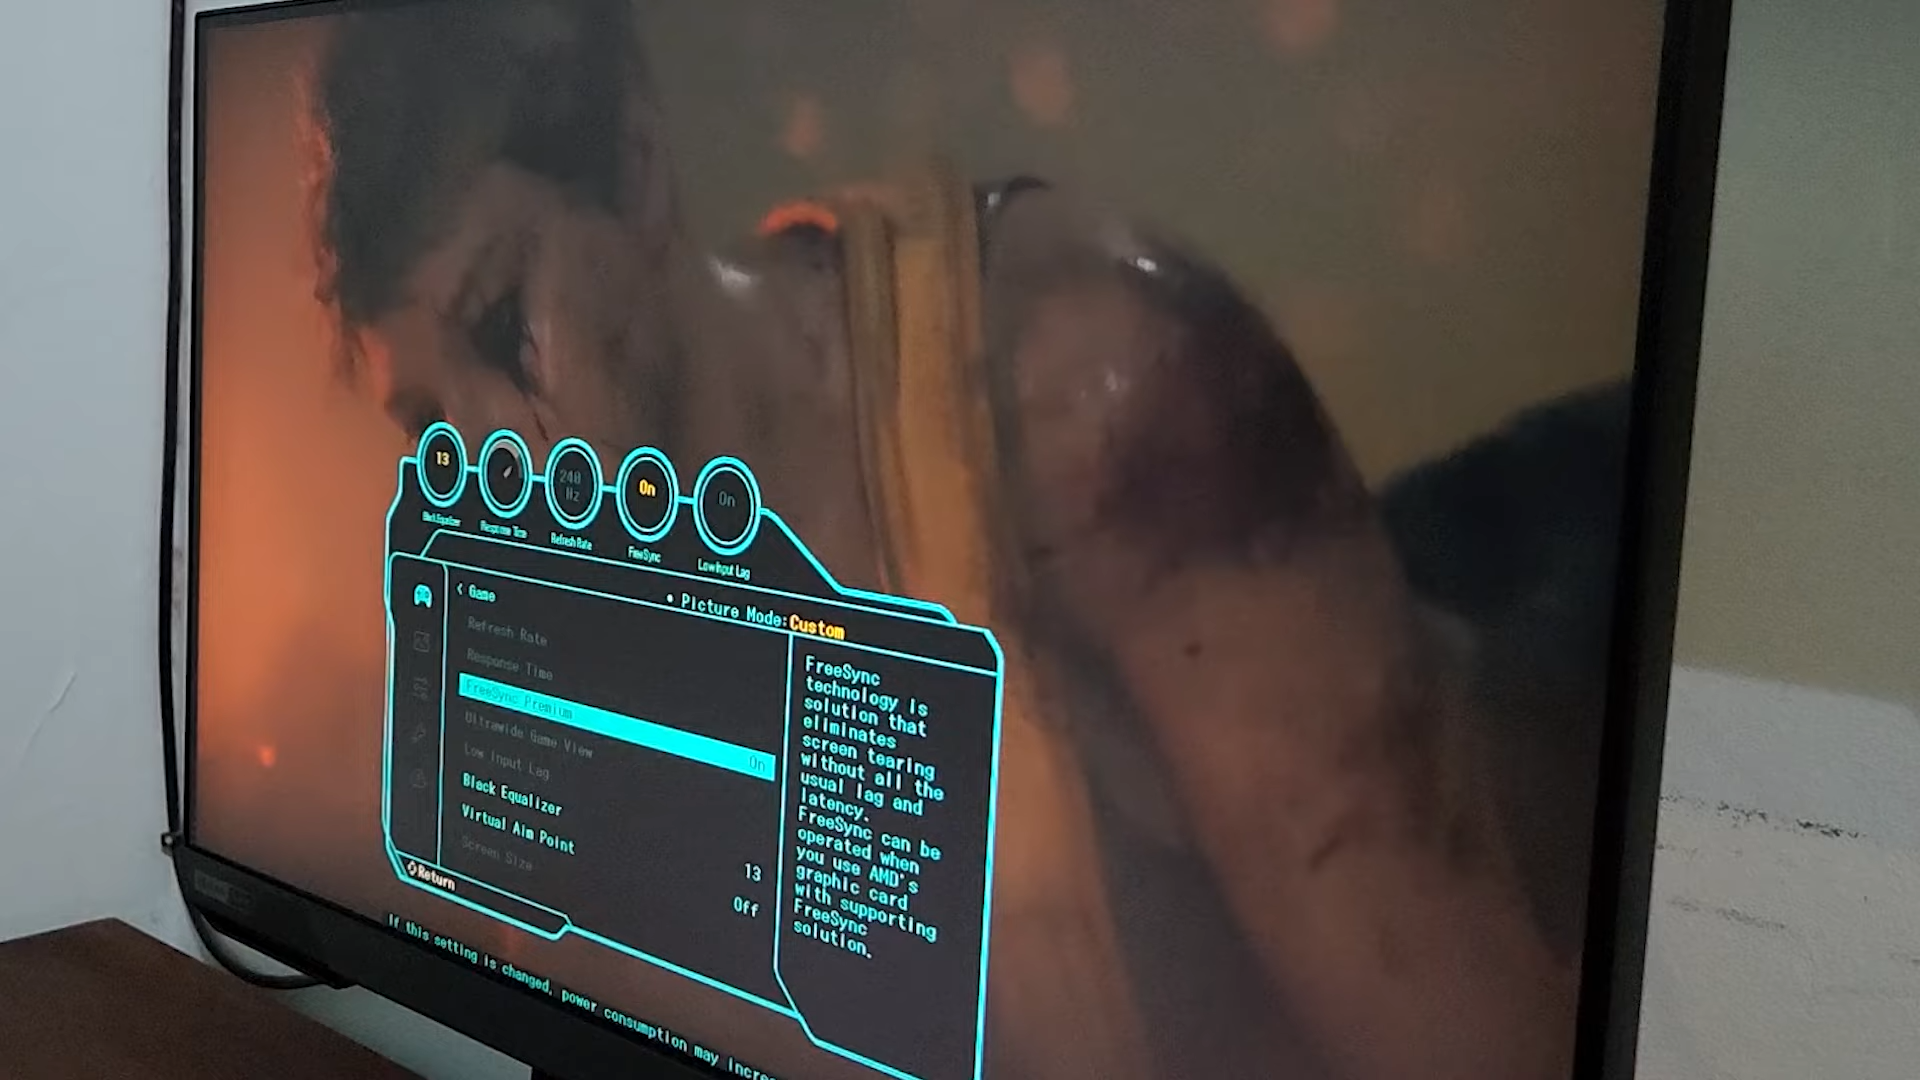 13
240
Hz
On
On
Black Equalizer
Response Time
Refresh Rate
FreeSync
Low Input Lag
< Game
• Picture Mode:Custom
Refresh Rate
Response Time
FreeSync Premium On
Ultrawide Game View
Low Input Lag
Black Equalizer 13
Virtual Aim Point Off
Screen Size
FreeSync
technology is
solution that
eliminates
screen tearing
without all the
usual lag and
latency.
FreeSync can be
operated when
you use AMD's
graphic card
with supporting
FreeSync
solution.
Return
If this setting is changed, power consumption may incre